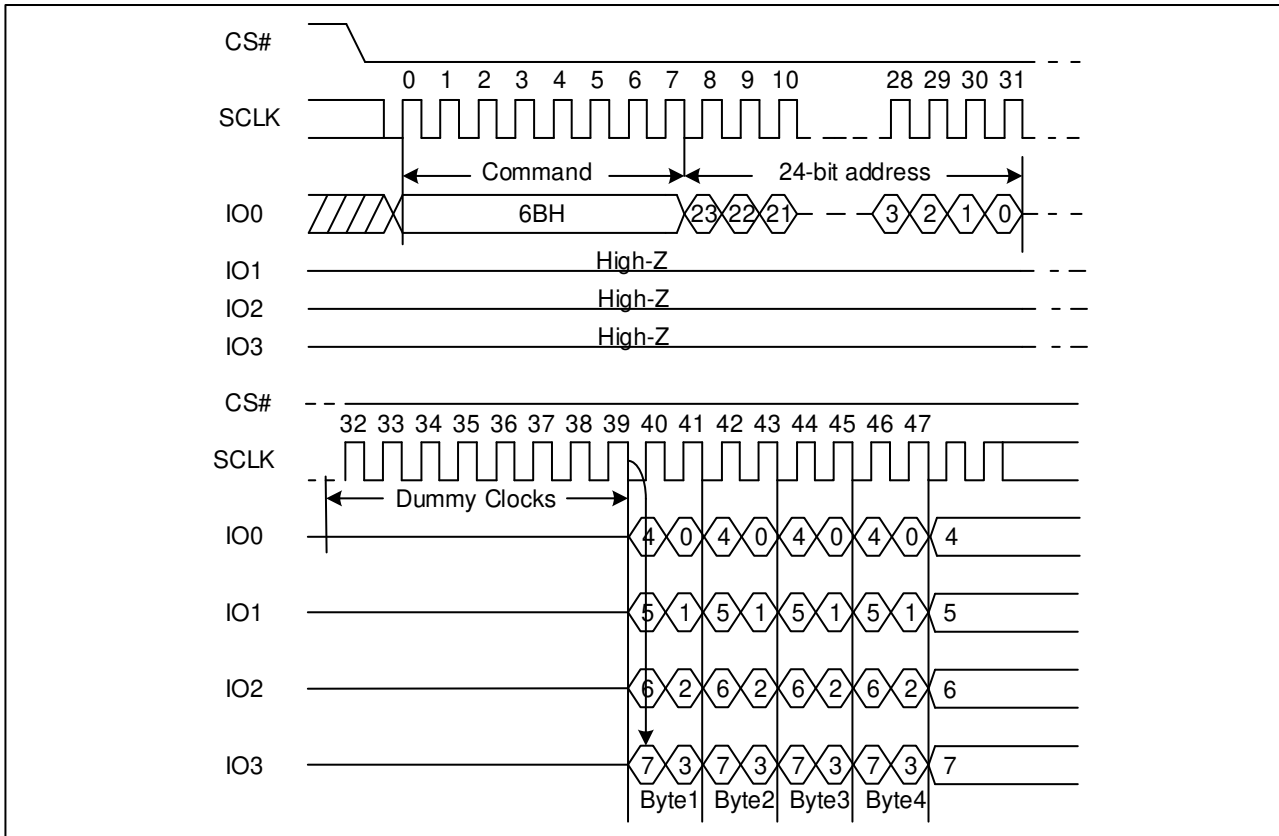 CS#
0 1 2 3 4 5 6 7 8 9 10 28 29 30 31
SCLK
Command 24-bit address
IO0 6BH 23 22 21 3 2 1 0
High-Z
IO1
High-Z
IO2
High-Z
IO3
CS#
32 33 34 35 36 37 38 39 40 41 42 43 44 45 46 47
SCLK
Dummy Clocks
IO0 4 0 4 0 4 0 4 0 4
IO1 5 1 5 1 5 1 5 1 5
IO2 6 2 6 2 6 2 6 2 6
IO3 7 3 7 3 7 3 7 3 7
Byte1 Byte2 Byte3 Byte4